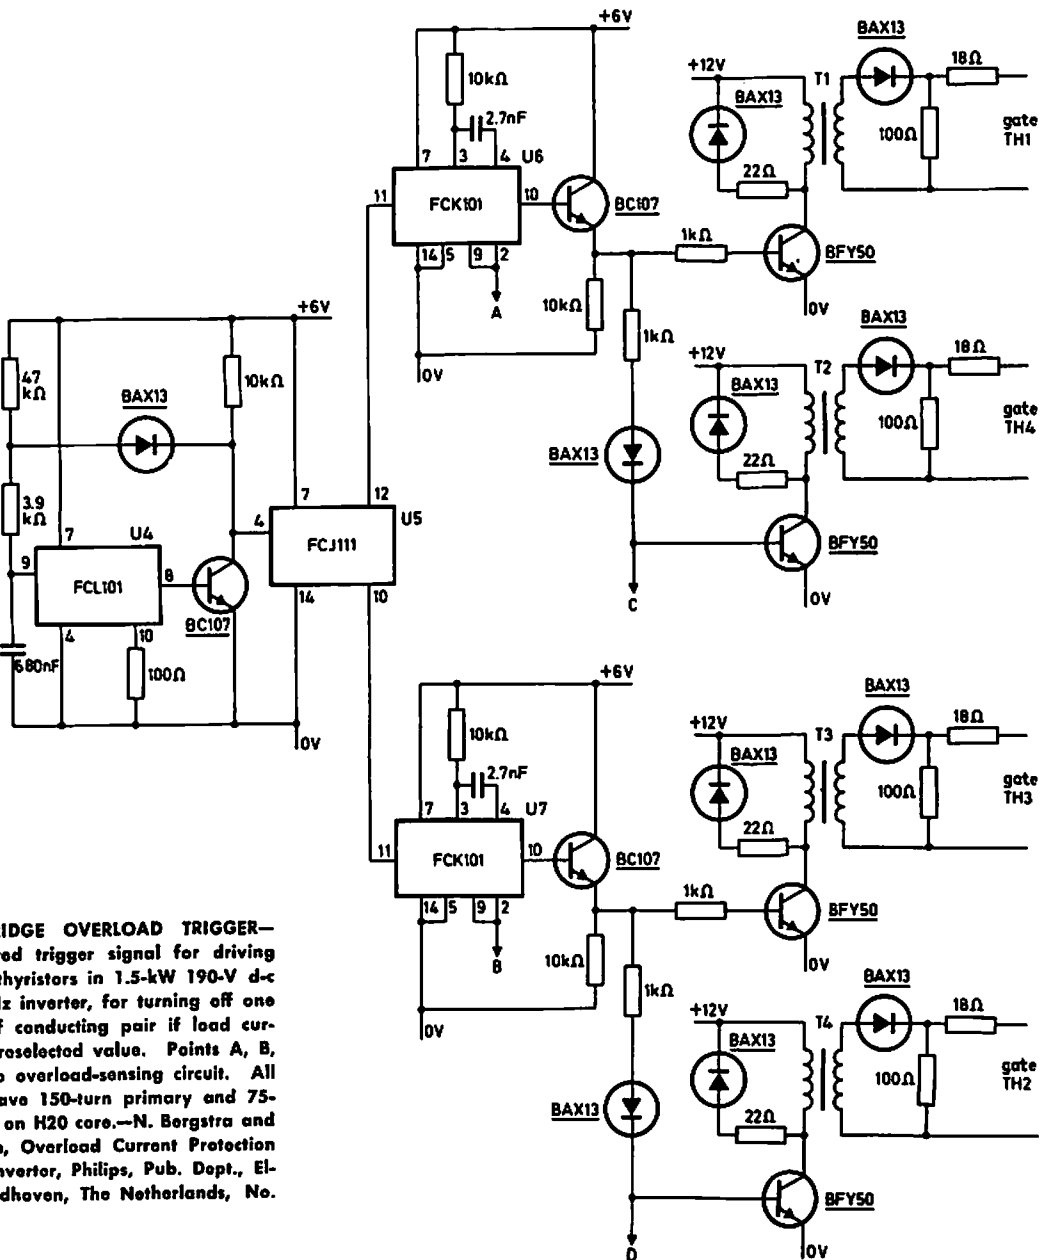 +6V
10kΩ
2.7nF
7
3
4
U6
11
FCK101
10
BC107
14
5
9
2
A
10kΩ
0V
1kΩ
1kΩ
BAX13
C
+12V
BAX13
22Ω
T1
BAX13
18Ω
100Ω
gate
TH1
BFY50
0V
+12V
BAX13
22Ω
T2
BAX13
18Ω
100Ω
gate
TH4
BFY50
0V
+6V
47
kΩ
BAX13
10kΩ
3.9
kΩ
7
U4
9
FCL101
8
4
10
BC107
680nF
100Ω
0V
7
12
U5
4
FCJ111
14
10
+6V
10kΩ
2.7nF
7
3
4
U7
11
FCK101
10
BC107
14
5
9
2
B
10kΩ
0V
1kΩ
1kΩ
BAX13
D
+12V
BAX13
22Ω
T3
BAX13
18Ω
100Ω
gate
TH3
BFY50
0V
+12V
BAX13
22Ω
T4
BAX13
18Ω
100Ω
gate
TH2
BFY50
0V
RIDGE OVERLOAD TRIGGER—
red trigger signal for driving
thyristors in 1.5-kW 190-V d-c
lz inverter, for turning off one
f conducting pair if load cur-
roselected value. Points A, B,
o overload-sensing circuit. All
ave 150-turn primary and 75-
on H20 core.—N. Bergstra and
, Overload Current Protection
nverter, Philips, Pub. Dept., El-
dhoven, The Netherlands, No.